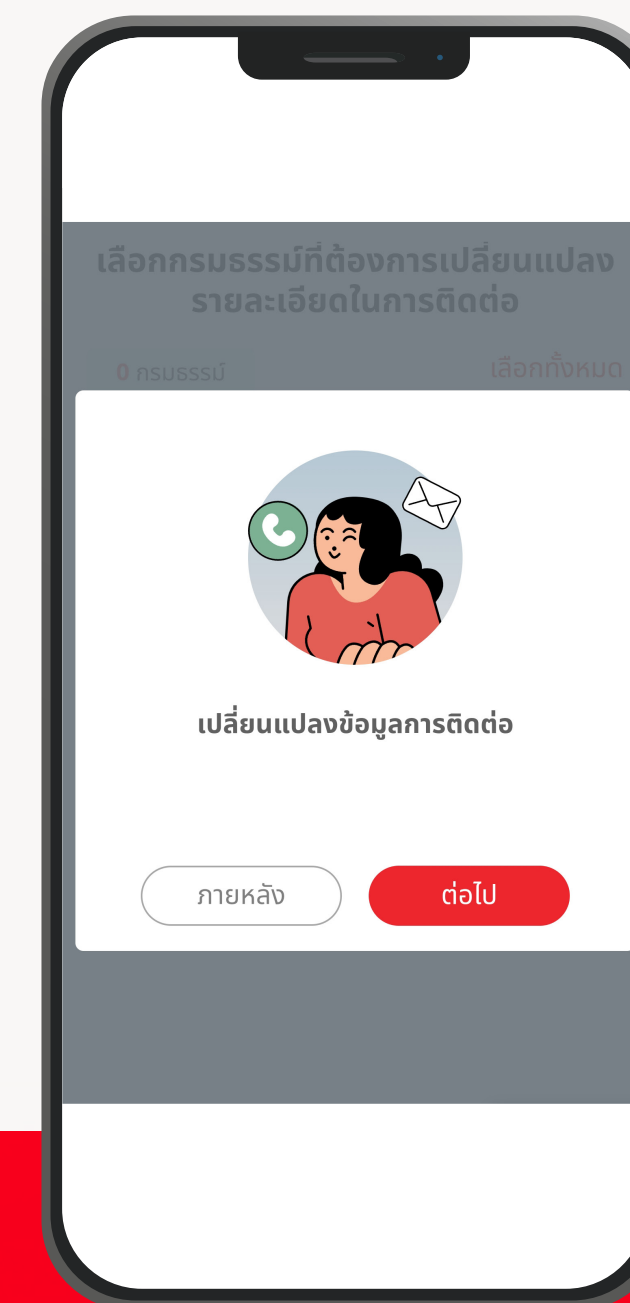 เลือกกรมธรรม์ที่ต้องการเปลี่ยนแปลง
รายละเอียดในการติดต่อ
0 กรมธรรม์ เลือกทั้งหมด
เปลี่ยนแปลงข้อมูลการติดต่อ
ภายหลัง ต่อไป